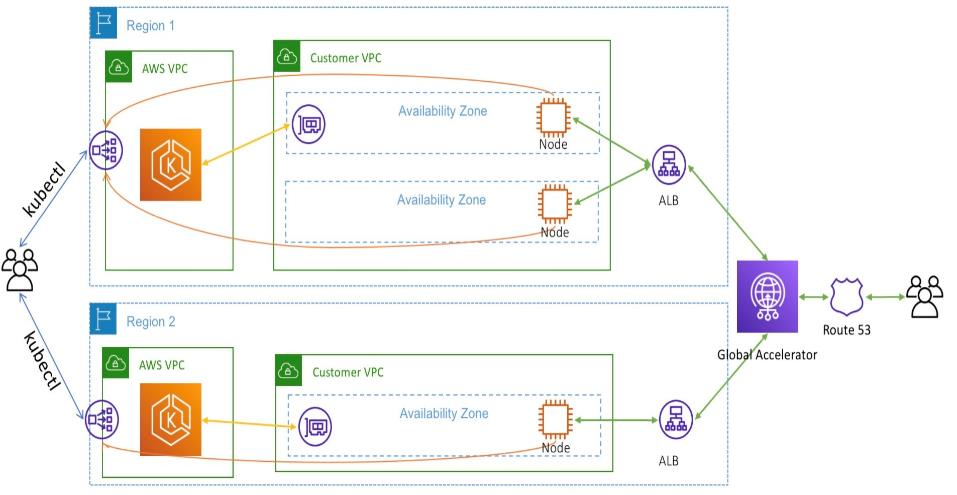 Region 1
AWS VPC
Customer VPC
Availability Zone
Node
kubectl
Availability Zone
ALB
Node
K
Region 2
Global Accelerator
Route 53
kubectl
AWS VPC
Customer VPC
Availability Zone
K
Node
ALB